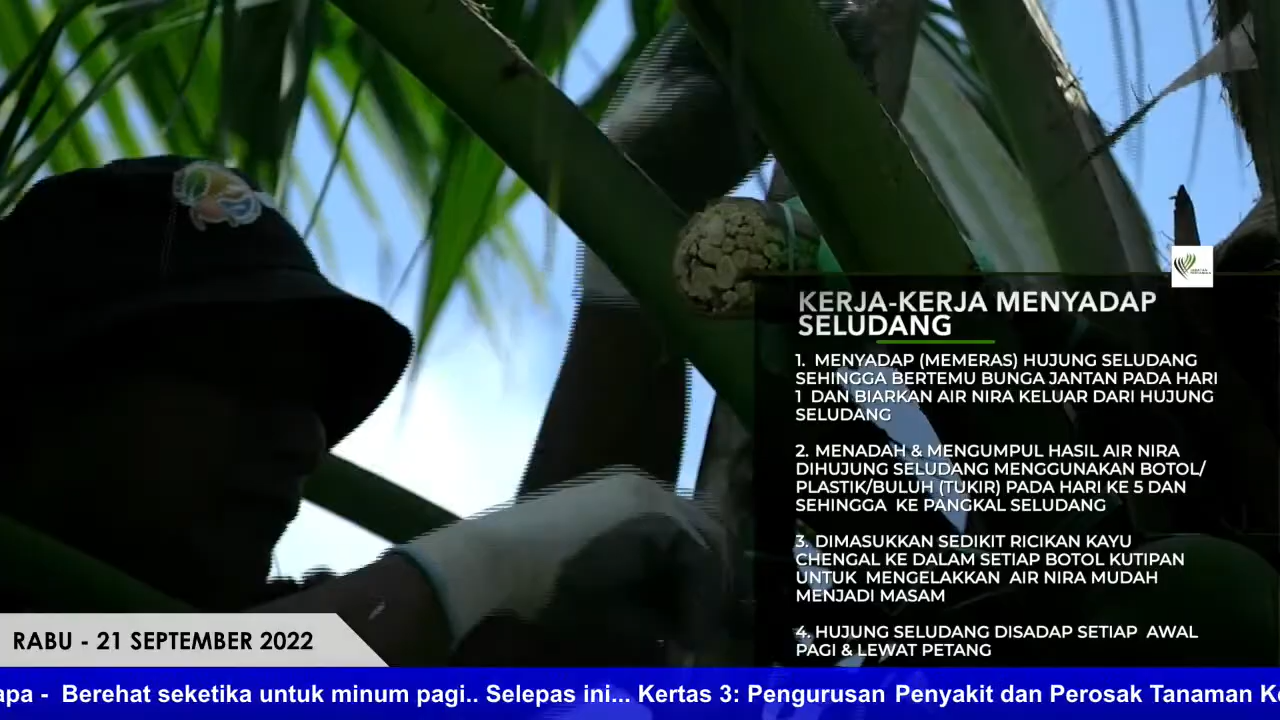 KERJA-KERJA MENYADAP
SELUDANG
1. MENYADAP (MEMERAS) HUJUNG SELUDANG
SEHINGGA BERTEMU BUNGA JANTAN PADA HARI
1 DAN BIARKAN AIR NIRA KELUAR DARI HUJUNG
SELUDANG
2. MENADAH & MENGUMPUL HASIL AIR NIRA
DIHUJUNG SELUDANG MENGGUNAKAN BOTOL/
PLASTIK/BULUH (TUKIR) PADA HARI KE 5 DAN
SEHINGGA KE PANGKAL SELUDANG
3. DIMASUKKAN SEDIKIT RICIKAN KAYU
CHENGAL KE DALAM SETIAP BOTOL KUTIPAN
UNTUK MENGELAKKAN AIR NIRA MUDAH
MENJADI MASAM
4. HUJUNG SELUDANG DISADAP SETIAP AWAL
PAGI & LEWAT PETANG
RABU - 21 SEPTEMBER 2022
apa - Berehat seketika untuk minum pagi.. Selepas ini... Kertas 3: Pengurusan Penyakit dan Perosak Tanaman Ke